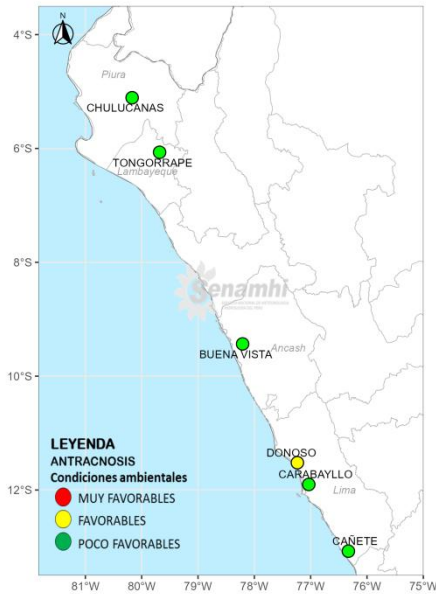 N
4°S
Piura
CHULUCANAS
6°S
TONGORRAPE
Lambayeque
8°S
Senamhi
BUENA VISTA
Ancash
10°S
LEYENDA
ANTRACNOSIS
Condiciones ambientales
MUY FAVORABLES
FAVORABLES
POCO FAVORABLES
DONOSO
CARABAYLLO
12°S
Lima
CAÑETE
81°W
80°W
79°W
78°W
77°W
76°W
75°W